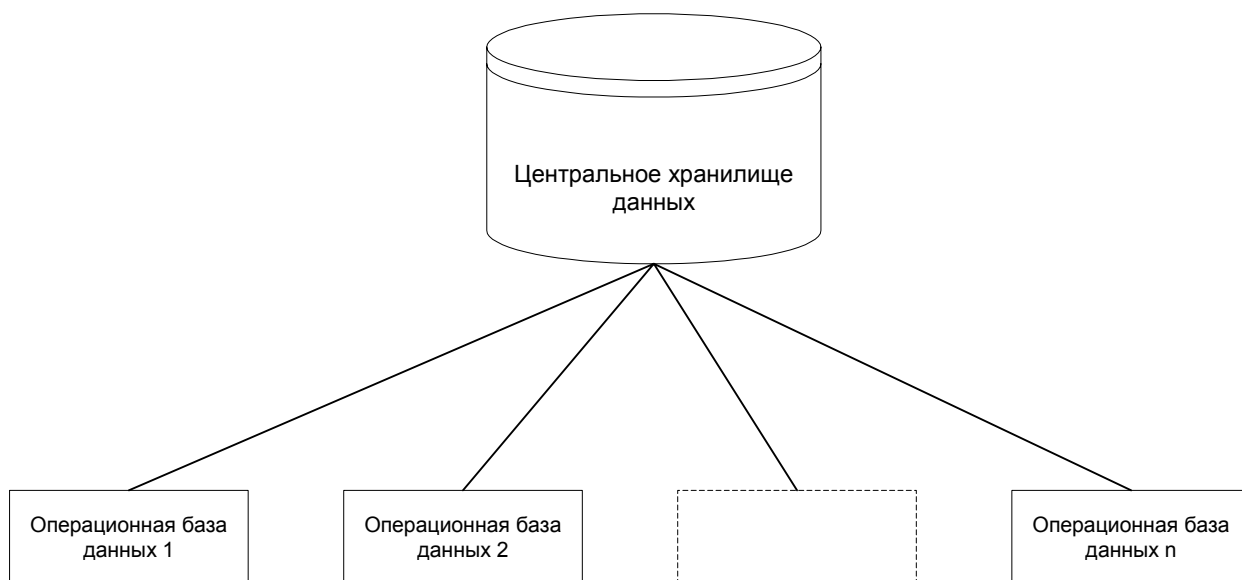 Центральное хранилище
данных
Операционная база
данных 1
Операционная база
данных 2
Операционная база
данных n